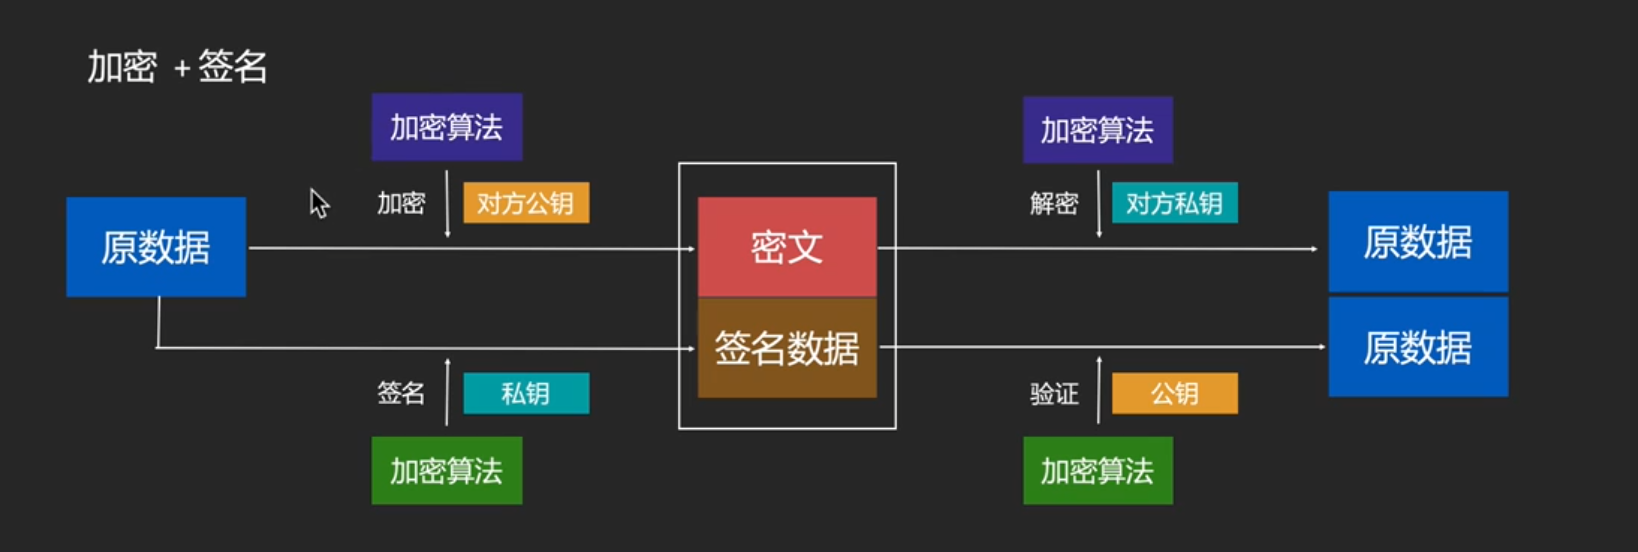 加密 + 签名
加密算法
加密算法
加密
对方公钥
解密
对方私钥
原数据
密文
原数据
签名数据
原数据
签名
私钥
验证
公钥
加密算法
加密算法